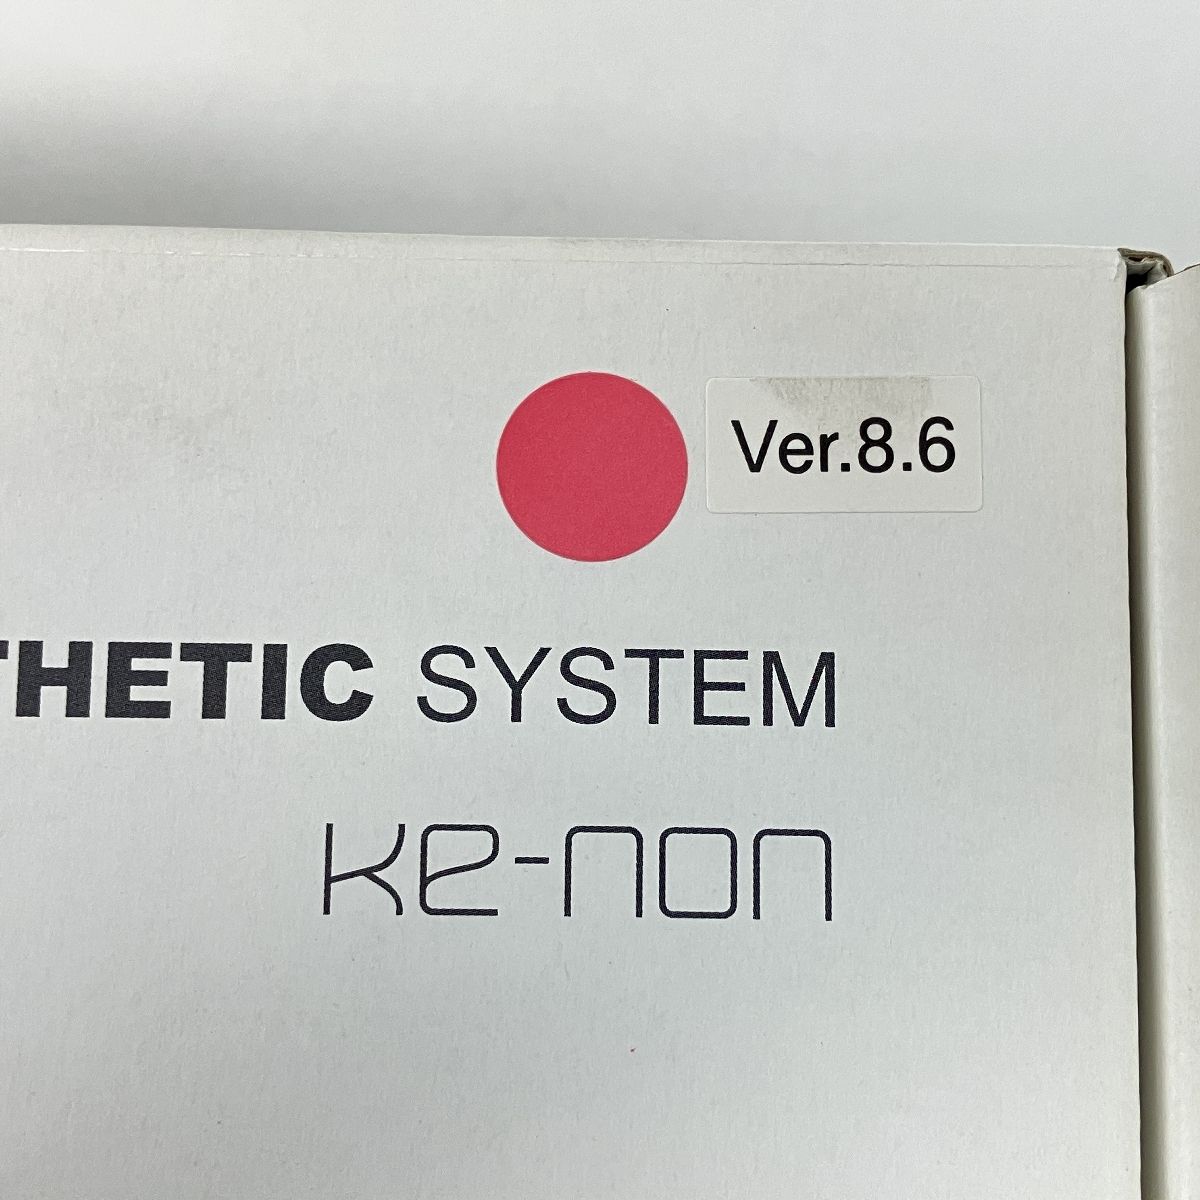 Ver.8.6
THETIC SYSTEM
Ke-non